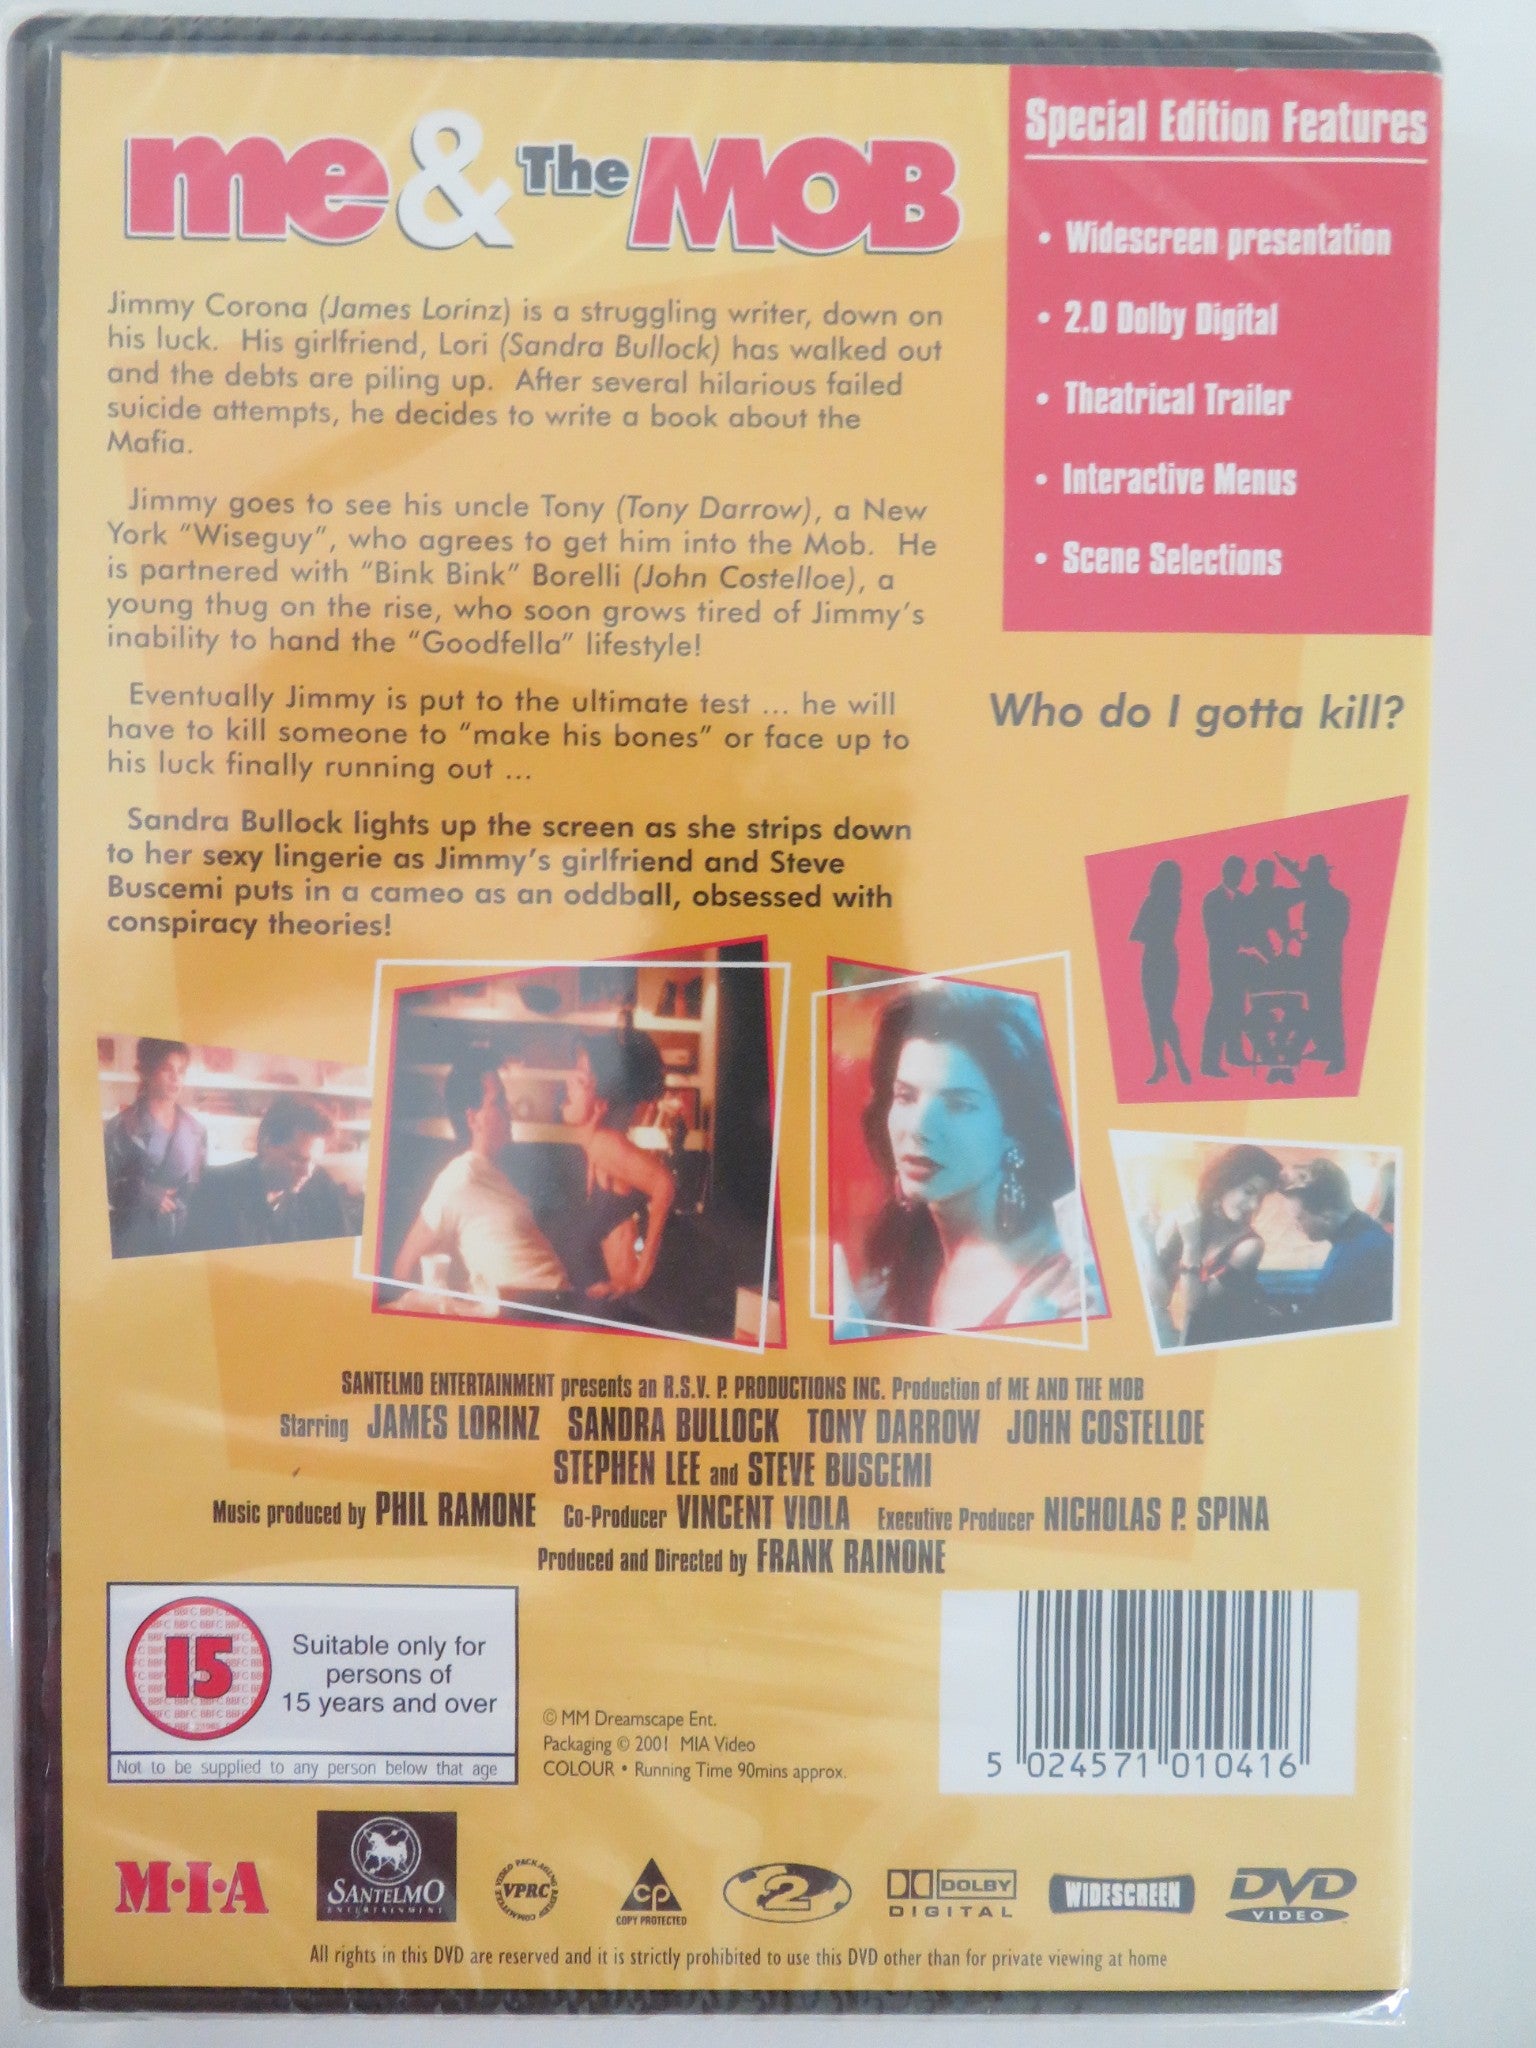 me & The MOB
Jimmy Corona (James Lorinz) is a struggling writer, down on
his luck. His girlfriend, Lori (Sandra Bullock) has walked out
and the debts are piling up. After several hilarious failed
suicide attempts, he decides to write a book about the
Mafia.
Jimmy goes to see his uncle Tony (Tony Darrow), a New
York “Wiseguy”, who agrees to get him into the Mob. He
is partnered with “Bink Bink” Borelli (John Costelloe), a
young thug on the rise, who soon grows tired of Jimmy’s
inability to hand the “Goodfella” lifestyle!
Eventually Jimmy is put to the ultimate test ... he will
have to kill someone to “make his bones” or face up to
his luck finally running out ...
Sandra Bullock lights up the screen as she strips down
to her sexy lingerie as Jimmy’s girlfriend and Steve
Buscemi puts in a cameo as an oddball, obsessed with
conspiracy theories!
Special Edition Features
• Widescreen presentation
• 2.0 Dolby Digital
• Theatrical Trailer
• Interactive Menus
• Scene Selections
Who do I gotta kill?
SANTELMO ENTERTAINMENT presents an R.S.V. P. PRODUCTIONS INC. Production of ME AND THE MOB
Starring JAMES LORINZ SANDRA BULLOCK TONY DARROW JOHN COSTELLOE
STEPHEN LEE and STEVE BUSCEMI
Music produced by PHIL RAMONE Co-Producer VINCENT VIOLA Executive Producer NICHOLAS P. SPINA
Produced and Directed by FRANK RAINONE
15
Suitable only for
persons of
15 years and over
Not to be supplied to any person below that age
© MM Dreamscape Ent.
Packaging © 2001 MIA Video
COLOUR • Running Time 90mins approx.
5 024571 010416
M·I·A
SANTELMO
ENTERTAINMENT
VIDEO PACKAGING REVIEW COMMITTEE
VPRC
CP
COPY PROTECTED
2
DOLBY
DIGITAL
WIDESCREEN
DVD
VIDEO
All rights in this DVD are reserved and it is strictly prohibited to use this DVD other than for private viewing at home